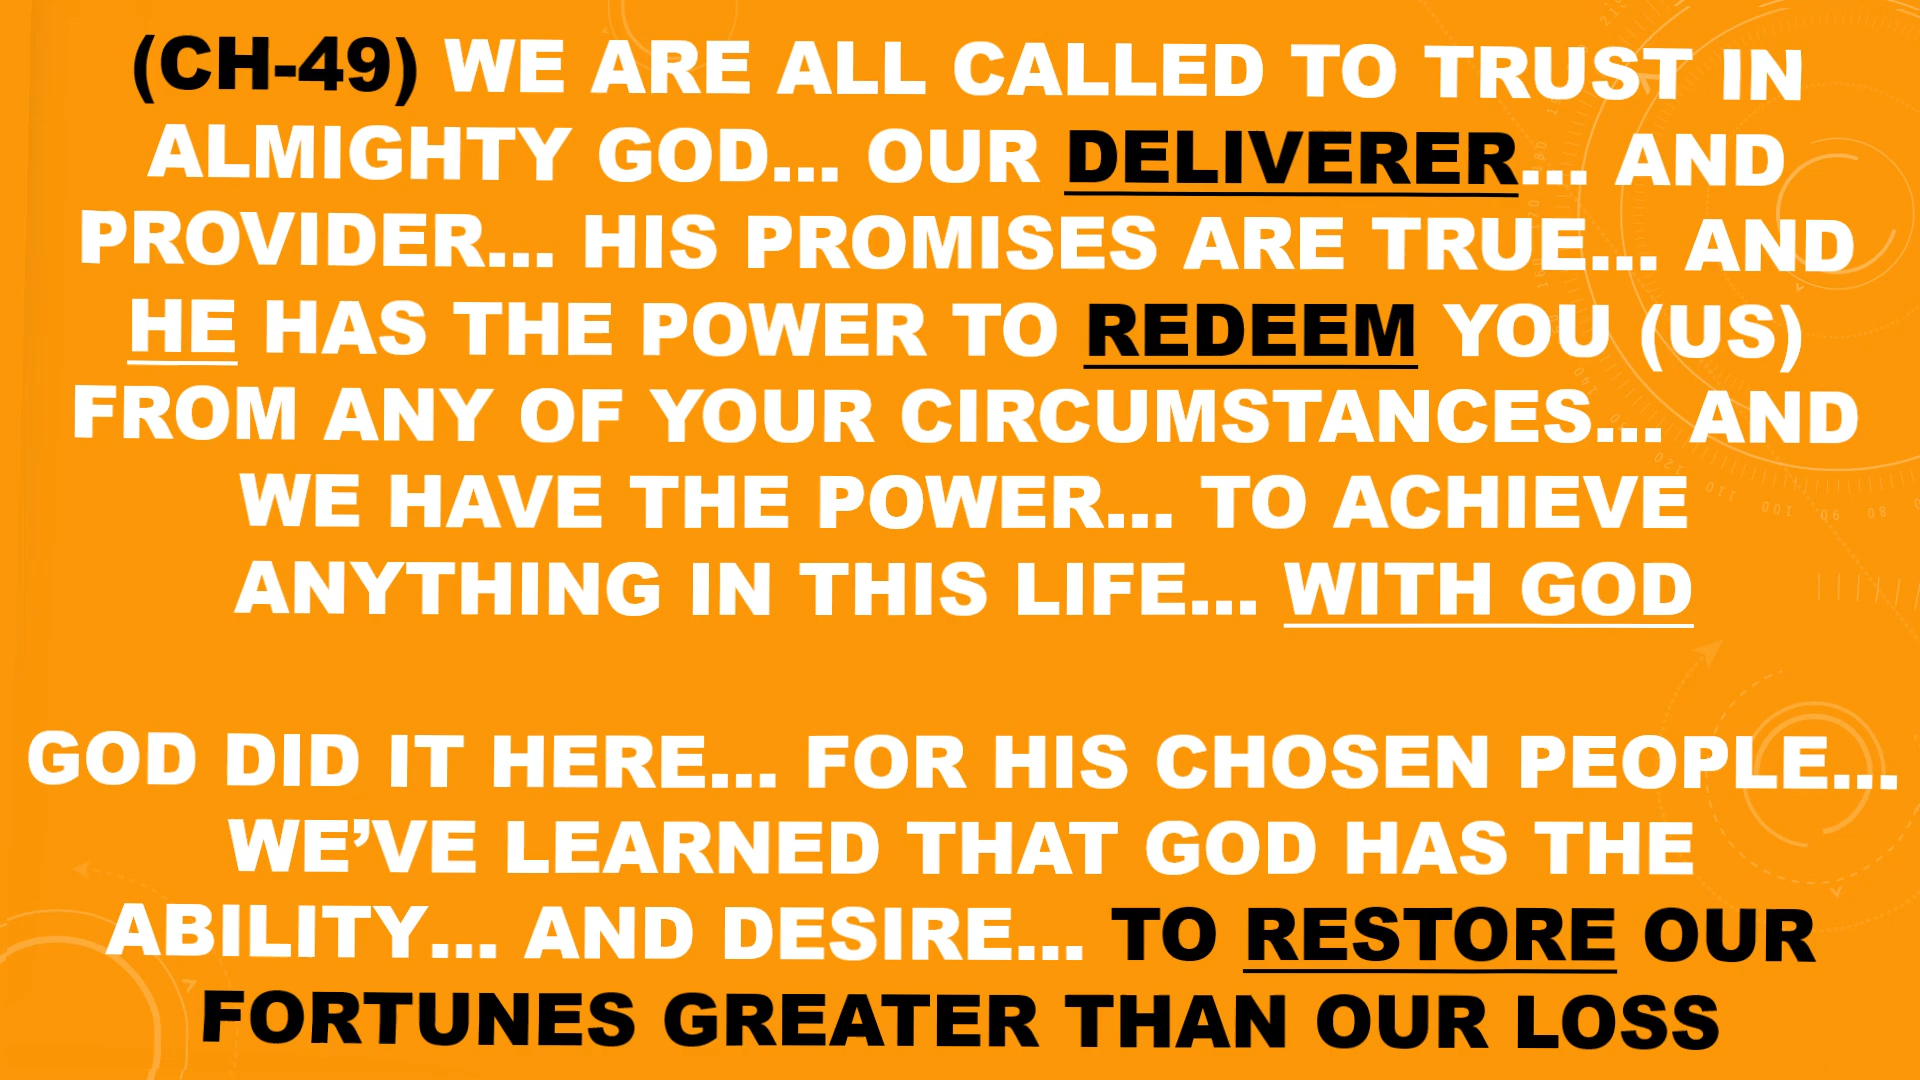 (CH-49) WE ARE ALL CALLED TO TRUST IN
ALMIGHTY GOD... OUR DELIVERER... AND
PROVIDER... HIS PROMISES ARE TRUE... AND
HE HAS THE POWER TO REDEEM YOU (US)
FROM ANY OF YOUR CIRCUMSTANCES... AND
WE HAVE THE POWER... TO ACHIEVE
ANYTHING IN THIS LIFE... WITH GOD
GOD DID IT HERE... FOR HIS CHOSEN PEOPLE...
WE’VE LEARNED THAT GOD HAS THE
ABILITY... AND DESIRE... TO RESTORE OUR
FORTUNES GREATER THAN OUR LOSS